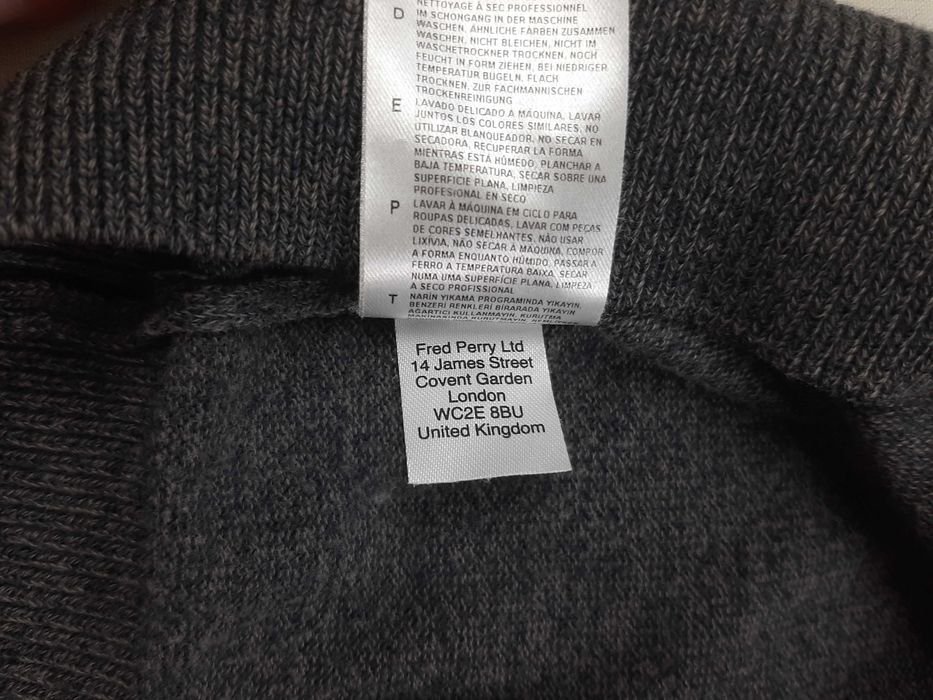 NETTOYAGE À SEC PROFESSIONNEL
D IM SCHONGANG IN DER MASCHINE
WASCHEN, ÄHNLICHE FARBEN ZUSAMMEN
WASCHEN, NICHT BLEICHEN, NICHT IM
WASCHETROCKNER TROCKNEN, NOCH
FEUCHT IN FORM ZIEHEN, BEI NIEDRIGER
TEMPERATUR BÜGELN, FLACH
TROCKNEN, ZUR FACHMANNISCHEN
TROCKENREINIGUNG
E LAVADO DELICADO A MÁQUINA, LAVAR
JUNTOS LOS COLORES SIMILARES, NO
UTILIZAR BLANQUEADOR, NO SECAR EN
SECADORA, RECUPERAR LA FORMA
MIENTRAS ESTÁ HÚMEDO, PLANCHAR A
BAJA TEMPERATURA, SECAR SOBRE UNA
SUPERFICIE PLANA, LIMPIEZA
PROFESIONAL EN SECO
P LAVAR À MÁQUINA EM CICLO PARA
ROUPAS DELICADAS, LAVAR COM PEÇAS
DE CORES SEMELHANTES, NÃO USAR
LIXÍVIA, NÃO SECAR À MÁQUINA, COMPOR
A FORMA ENQUANTO HÚMIDO, PASSAR A
FERRO A TEMPERATURA BAIXA, SECAR
NUMA UMA SUPERFÍCIE PLANA, LIMPEZA
A SECO PROFISSIONAL
T NARİN YIKAMA PROGRAMINDA YIKAYIN,
BENZERİ RENKLERİ BİRARADA YIKAYIN
AĞARTICI KULLANMAYIN, KURUTMA
MAKİNASINDA KURUTMAYIN,
Fred Perry Ltd
14 James Street
Covent Garden
London
WC2E 8BU
United Kingdom